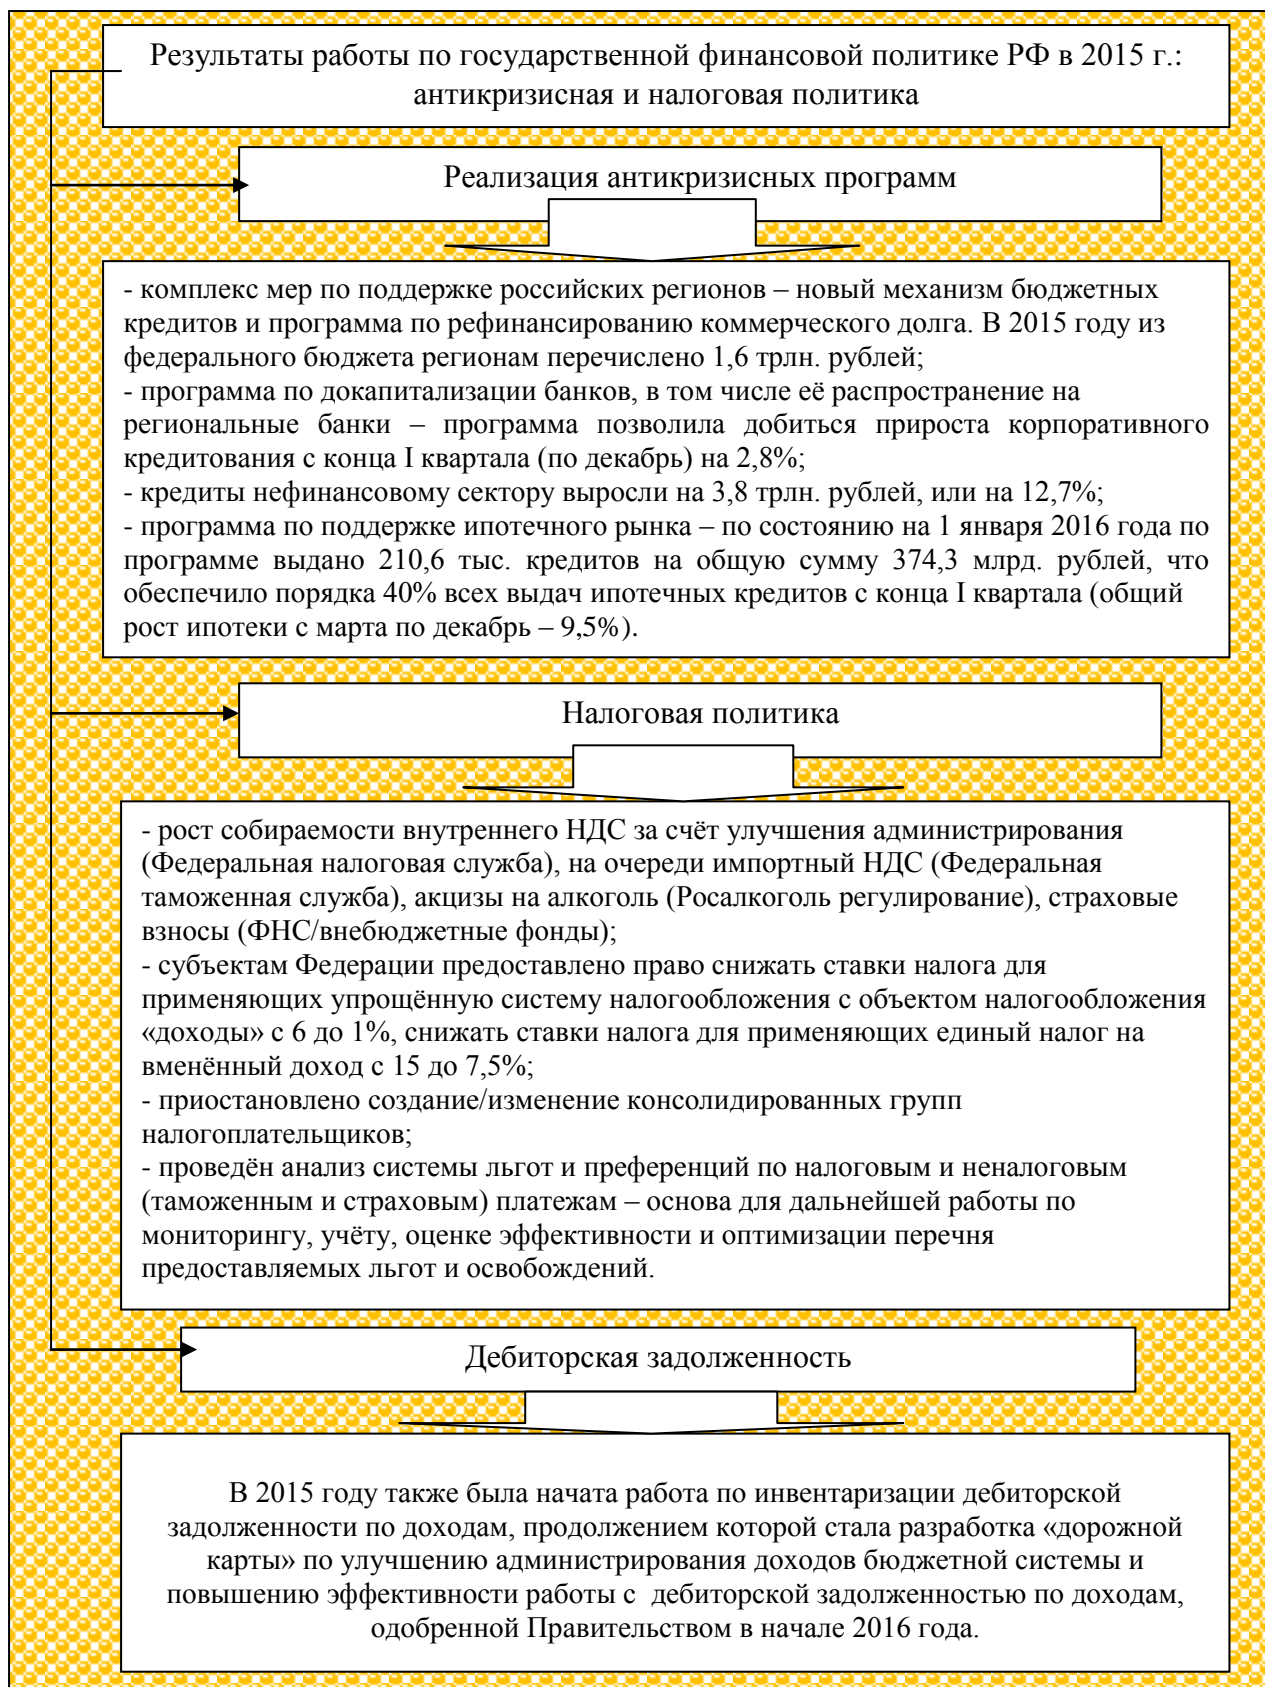 Результаты работы по государственной финансовой политике РФ в 2015 г.:
антикризисная и налоговая политика
Реализация антикризисных программ
- комплекс мер по поддержке российских регионов – новый механизм бюджетных
кредитов и программа по рефинансированию коммерческого долга. В 2015 году из
федерального бюджета регионам перечислено 1,6 трлн. рублей;
- программа по докапитализации банков, в том числе её распространение на
региональные банки – программа позволила добиться прироста корпоративного
кредитования с конца I квартала (по декабрь) на 2,8%;
- кредиты нефинансовому сектору выросли на 3,8 трлн. рублей, или на 12,7%;
- программа по поддержке ипотечного рынка – по состоянию на 1 января 2016 года по
программе выдано 210,6 тыс. кредитов на общую сумму 374,3 млрд. рублей, что
обеспечило порядка 40% всех выдач ипотечных кредитов с конца I квартала (общий
рост ипотеки с марта по декабрь – 9,5%).
Налоговая политика
- рост собираемости внутреннего НДС за счёт улучшения администрирования
(Федеральная налоговая служба), на очереди импортный НДС (Федеральная
таможенная служба), акцизы на алкоголь (Росалкоголь регулирование), страховые
взносы (ФНС/внебюджетные фонды);
- субъектам Федерации предоставлено право снижать ставки налога для
применяющих упрощённую систему налогообложения с объектом налогообложения
«доходы» с 6 до 1%, снижать ставки налога для применяющих единый налог на
вменённый доход с 15 до 7,5%;
- приостановлено создание/изменение консолидированных групп
налогоплательщиков;
- проведён анализ системы льгот и преференций по налоговым и неналоговым
(таможенным и страховым) платежам – основа для дальнейшей работы по
мониторингу, учёту, оценке эффективности и оптимизации перечня
предоставляемых льгот и освобождений.
Дебиторская задолженность
В 2015 году также была начата работа по инвентаризации дебиторской
задолженности по доходам, продолжением которой стала разработка «дорожной
карты» по улучшению администрирования доходов бюджетной системы и
повышению эффективности работы с дебиторской задолженностью по доходам,
одобренной Правительством в начале 2016 года.